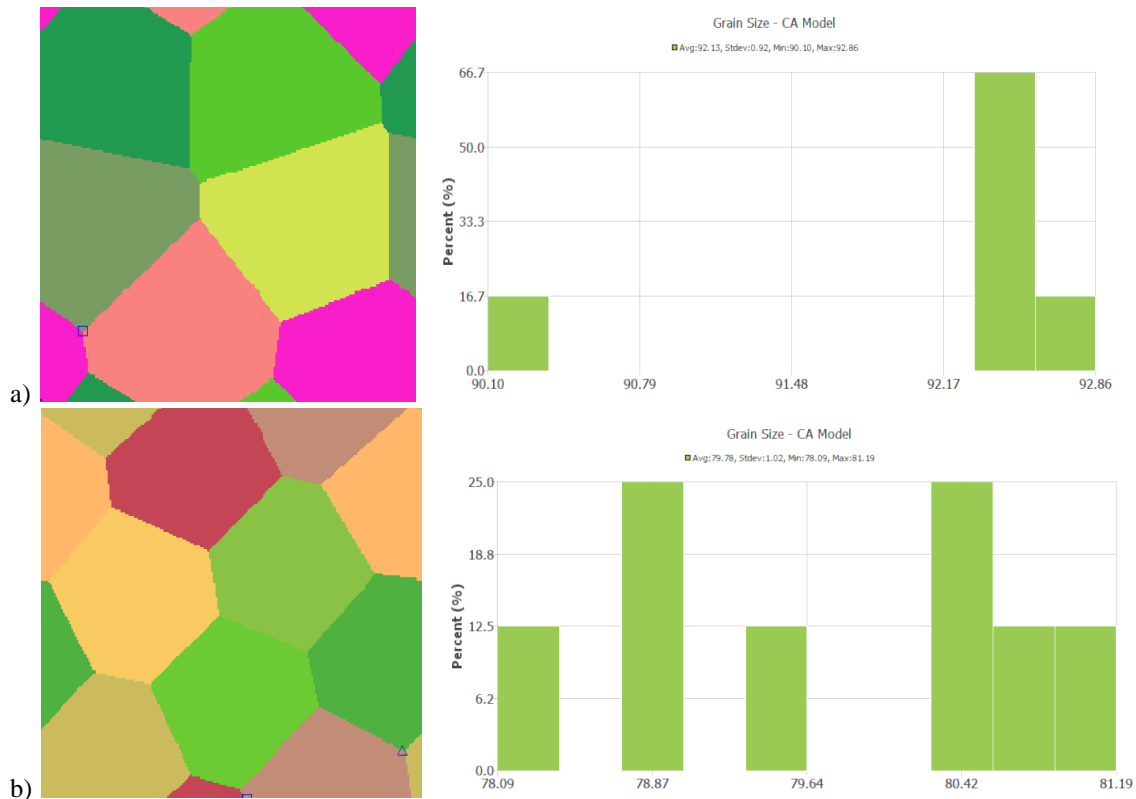 Grain Size - CA Model
Avg:92.13, Stdev:0.92, Min:90.10, Max:92.86
66.7
50.0
33.3
16.7
0.0
Percent (%)
90.10 90.79 91.48 92.17 92.86
a)
Grain Size - CA Model
Avg:79.78, Stdev:1.02, Min:78.09, Max:81.19
25.0
18.8
12.5
6.2
0.0
Percent (%)
78.09 78.87 79.64 80.42 81.19
b)